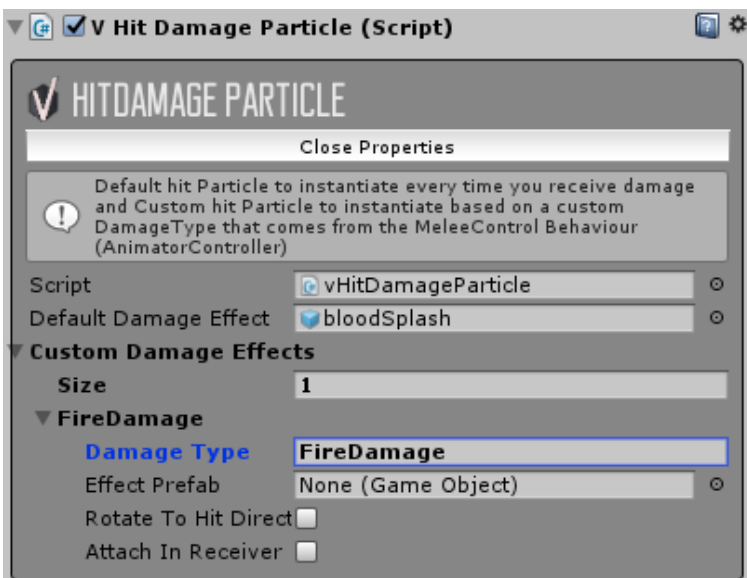 V Hit Damage Particle (Script)
HITDAMAGE PARTICLE
Close Properties
Default hit Particle to instantiate every time you receive damage
and Custom hit Particle to instantiate based on a custom
DamageType that comes from the MeleeControl Behaviour
(AnimatorController)
Script vHitDamageParticle
Default Damage Effect bloodSplash
Custom Damage Effects
Size 1
FireDamage
Damage Type FireDamage
Effect Prefab None (Game Object)
Rotate To Hit Direct
Attach In Receiver